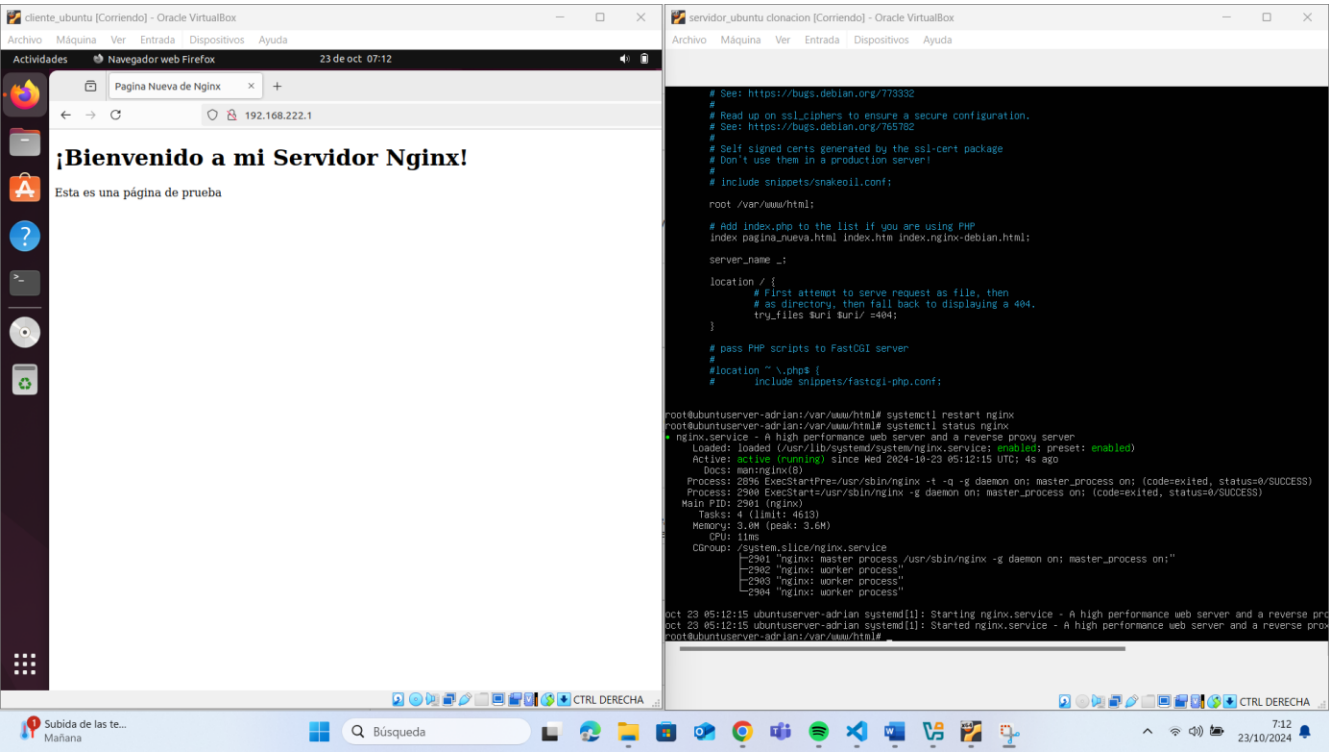 cliente_ubuntu [Corriendo] - Oracle VirtualBox
Archivo Máquina Ver Entrada Dispositivos Ayuda
Actividades Navegador web Firefox 23 de oct 07:12
Pagina Nueva de Nginx
192.168.222.1
¡Bienvenido a mi Servidor Nginx!
Esta es una página de prueba
CTRL DERECHA
servidor_ubuntu clonacion [Corriendo] - Oracle VirtualBox
Archivo Máquina Ver Entrada Dispositivos Ayuda
# See: https://bugs.debian.org/773332
#
# Read up on ssl_ciphers to ensure a secure configuration.
# See: https://bugs.debian.org/765782
#
# Self signed certs generated by the ssl-cert package
# Don't use them in a production server!
#
# include snippets/snakeoil.conf;
root /var/www/html;
# Add index.php to the list if you are using PHP
index pagina_nueva.html index.htm index.nginx-debian.html;
server_name _;
location / {
# First attempt to serve request as file, then
# as directory, then fall back to displaying a 404.
try_files $uri $uri/ =404;
}
# pass PHP scripts to FastCGI server
#
#location ~ \.php$ {
# include snippets/fastcgi-php.conf;
root@ubuntuserver-adrian:/var/www/html# systemctl restart nginx
root@ubuntuserver-adrian:/var/www/html# systemctl status nginx
● nginx.service - A high performance web server and a reverse proxy server
Loaded: loaded (/usr/lib/systemd/system/nginx.service; enabled; preset: enabled)
Active: active (running) since Wed 2024-10-23 05:12:15 UTC; 4s ago
Docs: man:nginx(8)
Process: 2896 ExecStartPre=/usr/sbin/nginx -t -q -g daemon on; master_process on; (code=exited, status=0/SUCCESS)
Process: 2900 ExecStart=/usr/sbin/nginx -g daemon on; master_process on; (code=exited, status=0/SUCCESS)
Main PID: 2901 (nginx)
Tasks: 4 (limit: 4613)
Memory: 3.0M (peak: 3.6M)
CPU: 11ms
CGroup: /system.slice/nginx.service
├─2901 "nginx: master process /usr/sbin/nginx -g daemon on; master_process on;"
├─2902 "nginx: worker process"
├─2903 "nginx: worker process"
└─2904 "nginx: worker process"
oct 23 05:12:15 ubuntuserver-adrian systemd[1]: Starting nginx.service - A high performance web server and a reverse pro
oct 23 05:12:15 ubuntuserver-adrian systemd[1]: Started nginx.service - A high performance web server and a reverse prox
root@ubuntuserver-adrian:/var/www/html# _
CTRL DERECHA
1
Subida de las te...
Mañana
Búsqueda
7:12
23/10/2024